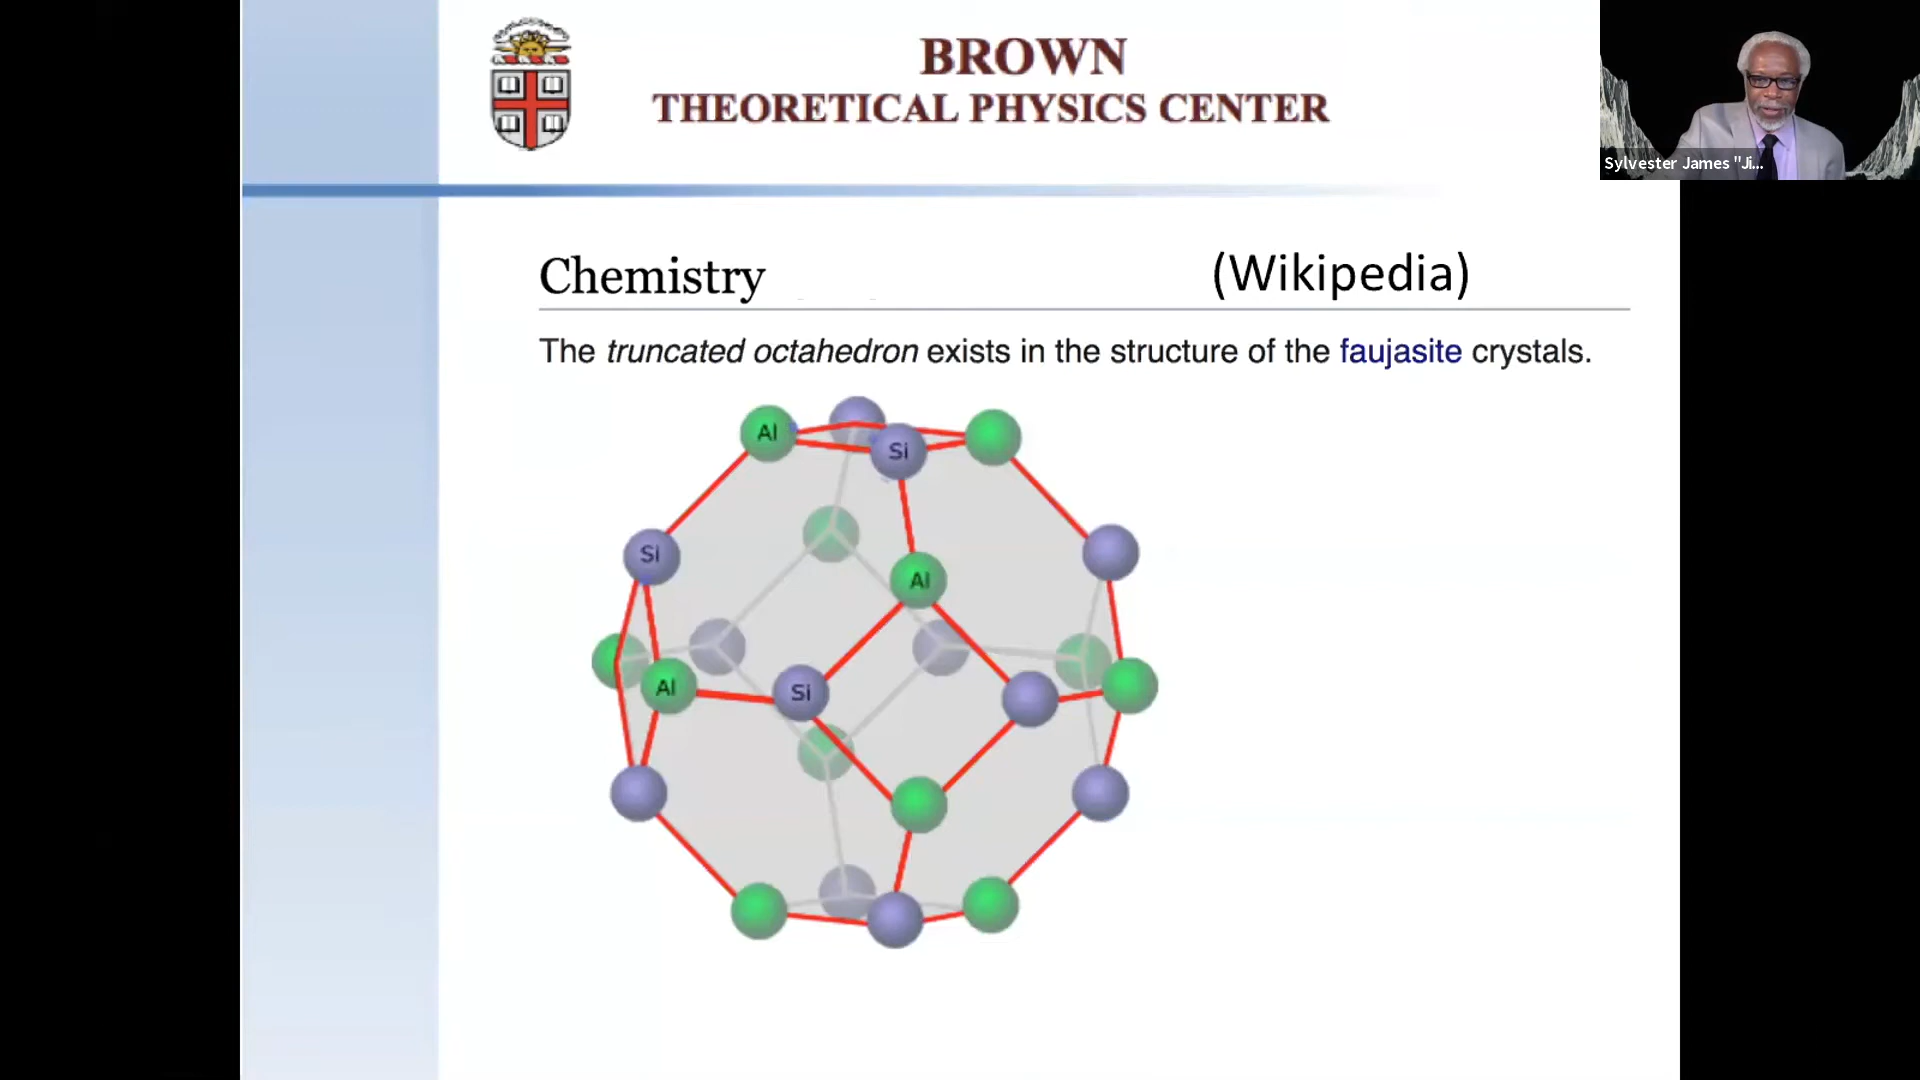 BROWN
THEORETICAL PHYSICS CENTER
Sylvester James "Ji...
Chemistry
(Wikipedia)
The truncated octahedron exists in the structure of the faujasite crystals.
Al
Si
Si
Al
Al
Si